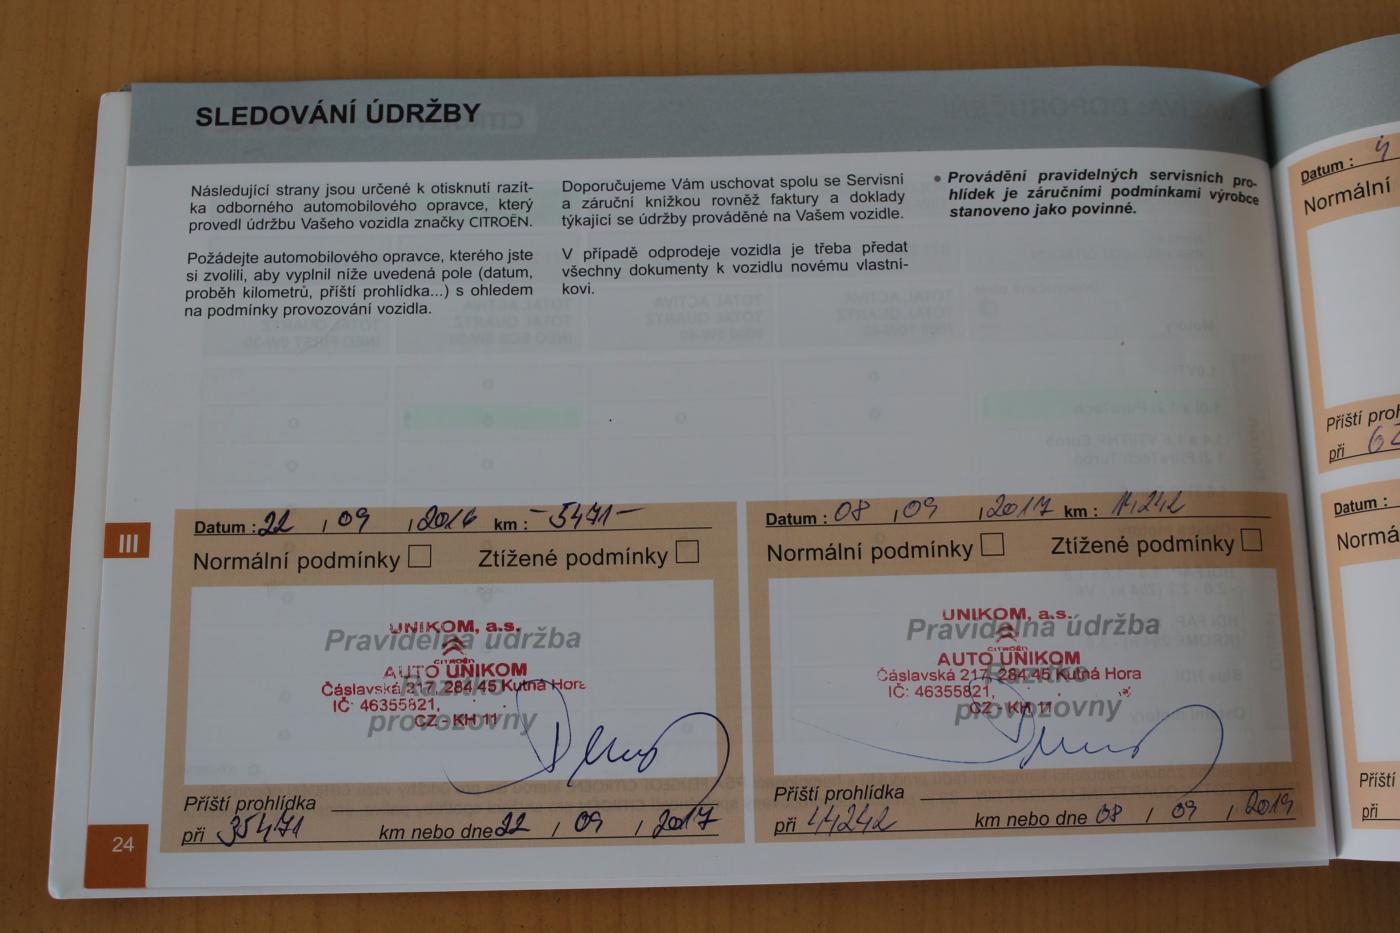 SLEDOVÁNÍ ÚDRŽBY
Následující strany jsou určené k otisknutí razít-
ka odborného automobilového opravce, který
provedl údržbu Vašeho vozidla značky CITROËN.
Požádejte automobilového opravce, kterého jste
si zvolili, aby vyplnil níže uvedená pole (datum,
proběh kilometrů, příští prohlídka...) s ohledem
na podmínky provozování vozidla.
Doporučujeme Vám uschovat spolu se Servisní
a záruční knížkou rovněž faktury a doklady
týkající se údržby prováděné na Vašem vozidle.
V případě odprodeje vozidla je třeba předat
všechny dokumenty k vozidlu novému vlastní-
kovi.
• Provádění pravidelných servisních pro-
hlídek je záručními podmínkami výrobce
stanoveno jako povinné.
III
Datum : 22 / 09 / 2016 km : -5471-
Normální podmínky Ztížené podmínky
UNIKOM, a.s.
Pravidelná údržba
CITROËN
AUTO UNIKOM
Razítko
Čáslavská 217, 284 45 Kutná Hora
IČ: 46355821,
provozovny
CZ - KH 11
Příští prohlídka
při 35471 km nebo dne 22 / 09 / 2017
Datum : 08 / 09 / 2017 km : 14242
Normální podmínky Ztížené podmínky
UNIKOM, a.s.
Pravidelná údržba
CITROËN
AUTO UNIKOM
Razítko
Čáslavská 217, 284 45 Kutná Hora
IČ: 46355821,
provozovny
CZ - KH 11
Příští prohlídka
při 44242 km nebo dne 08 / 09 / 2019
24
Datum :
Normální
Příští
při
Datum :
Příští
při